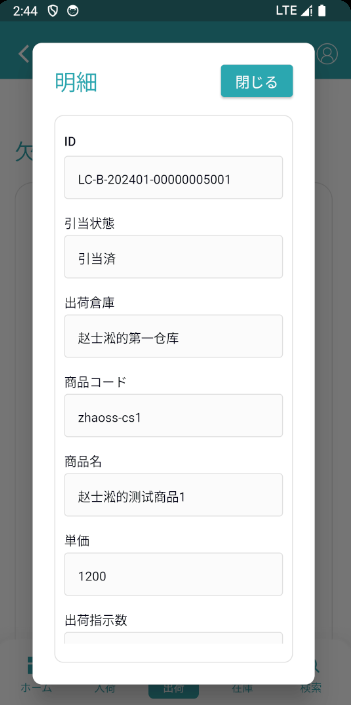 2:44 LTE
明細 閉じる
欠
ID
LC-B-202401-00000005001
引当状態
引当済
出荷倉庫
赵士淞的第一仓库
商品コード
zhaoss-cs1
商品名
赵士淞的测试商品1
単価
1200
出荷指示数
ホーム 入荷 出荷 在庫 検索